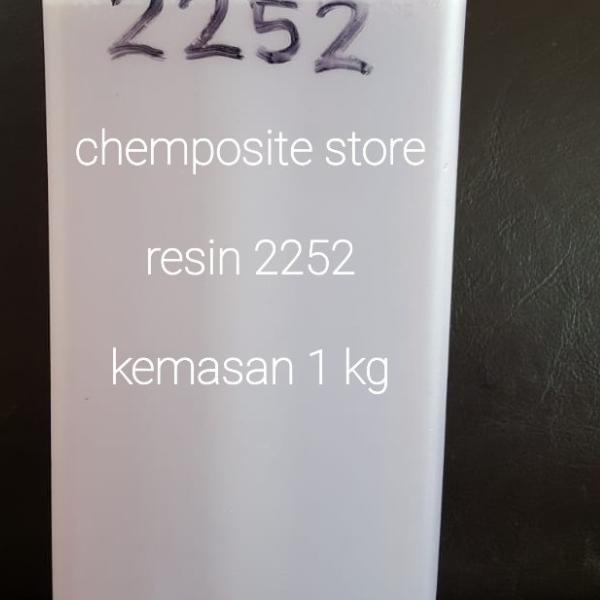 2252
chemposite store
resin 2252
kemasan 1 kg